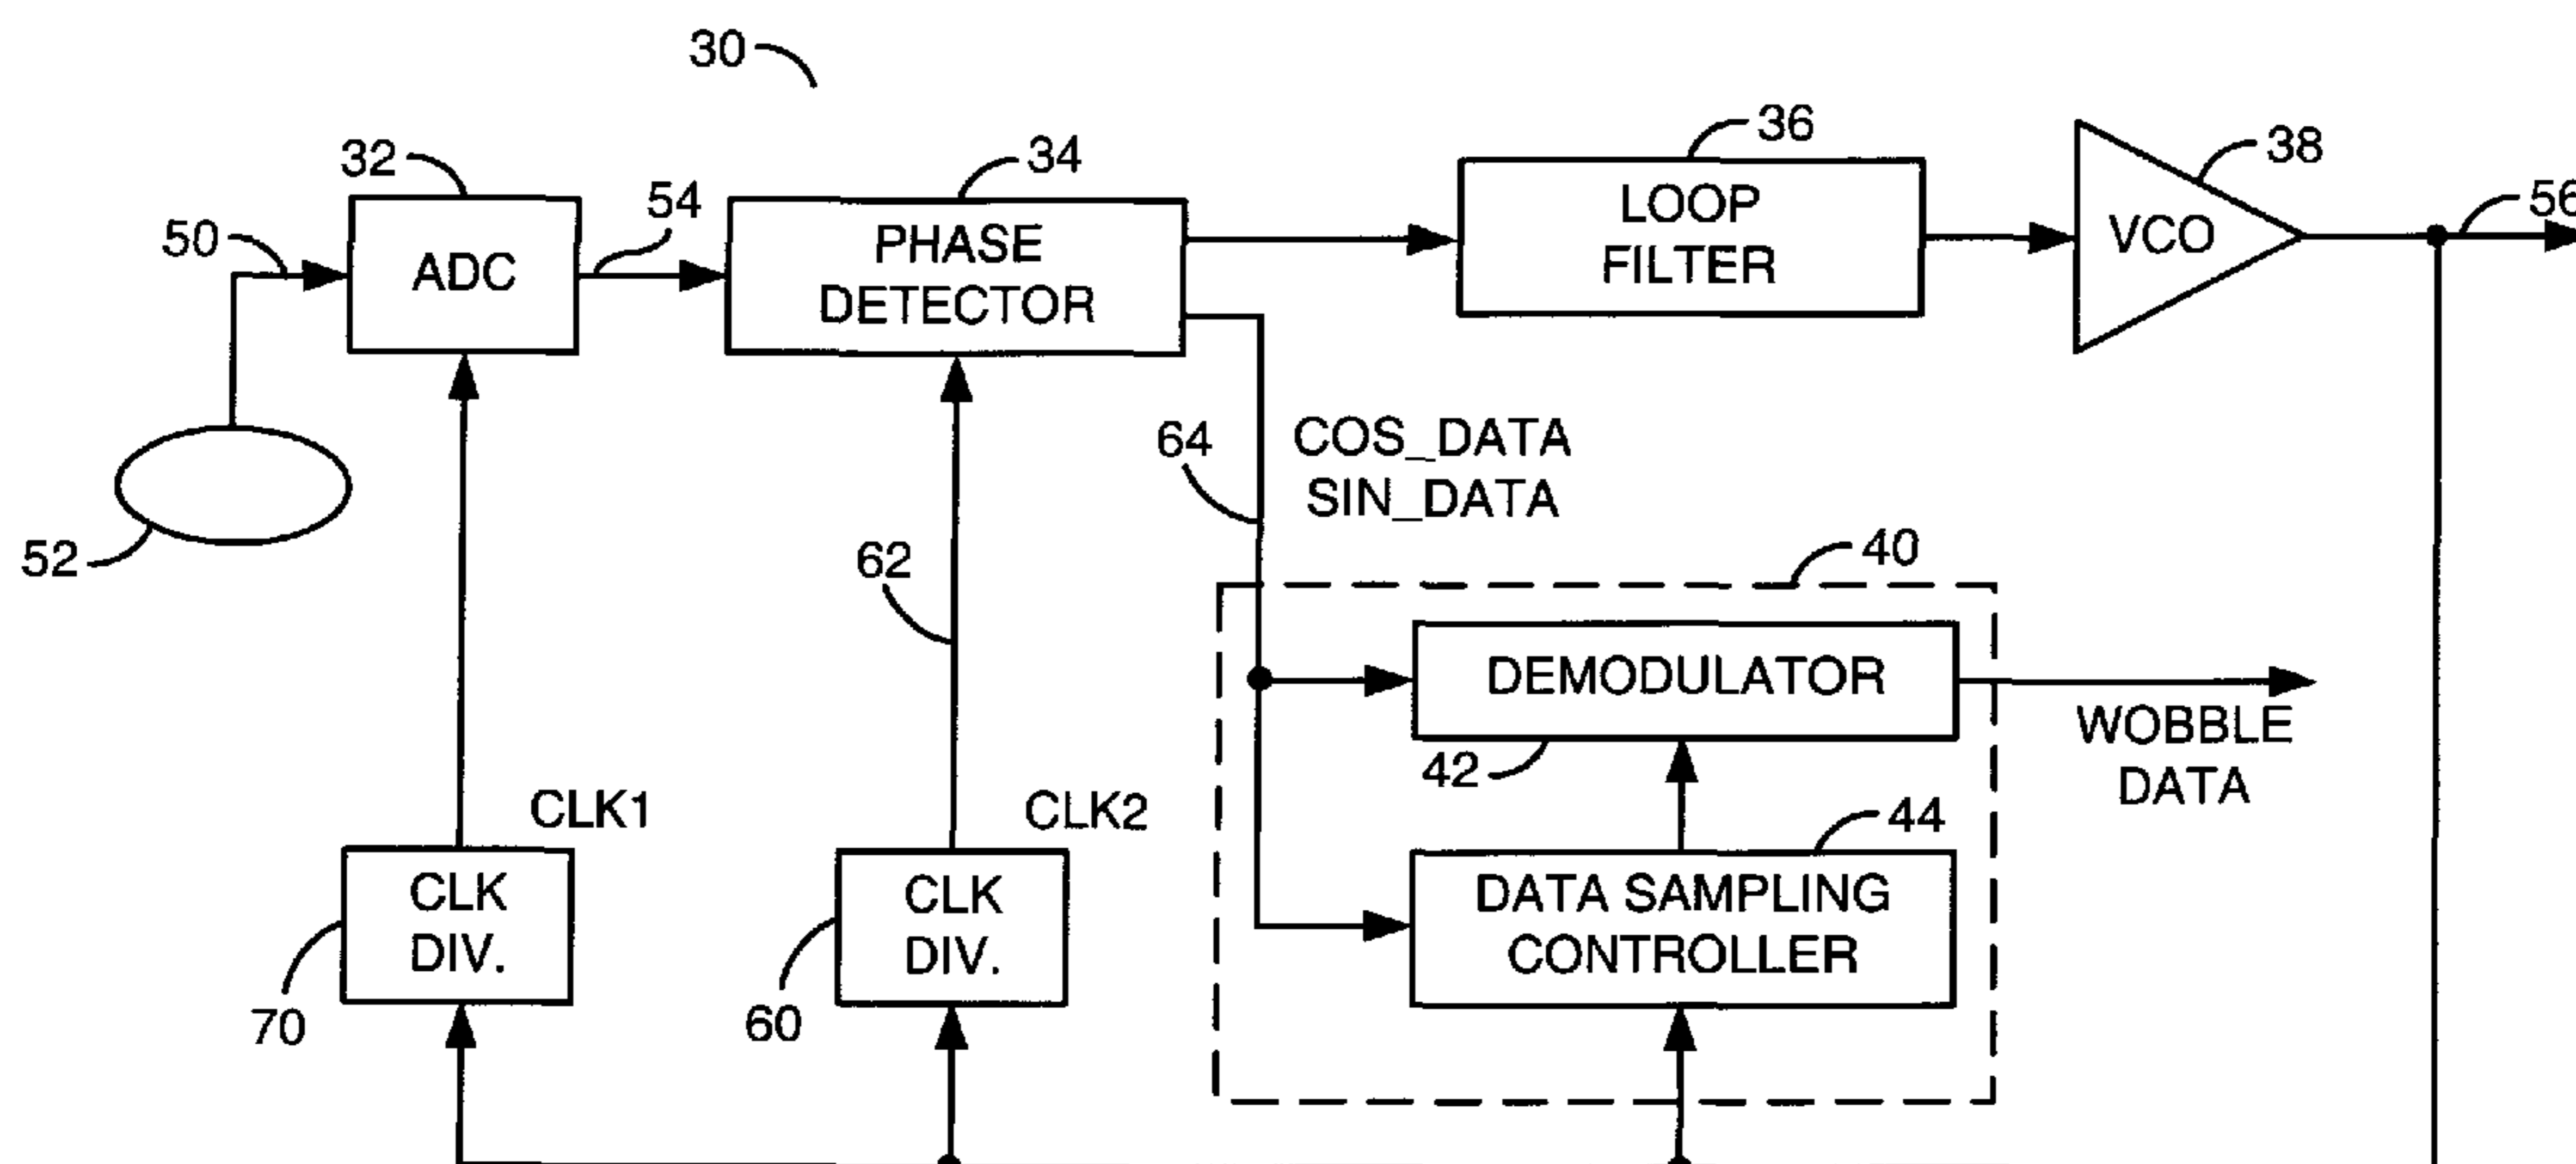 30
32
34
36
38
50
54
56
ADC
PHASE
DETECTOR
LOOP
FILTER
VCO
52
62
64
COS_DATA
SIN_DATA
40
DEMODULATOR
42
WOBBLE
DATA
CLK1
CLK2
44
CLK
DIV.
CLK
DIV.
DATA SAMPLING
CONTROLLER
70
60